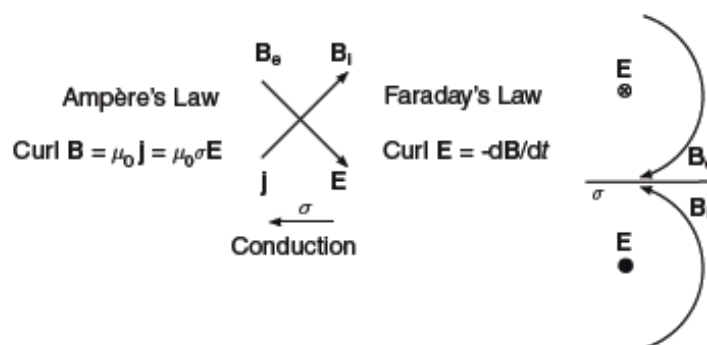 Bₑ Bᵢ
Ampère's Law
Faraday's Law
Curl B = μ₀ j = μ₀σE
Curl E = -dB/dt
j E
σ
Conduction
E
B
σ
B
E